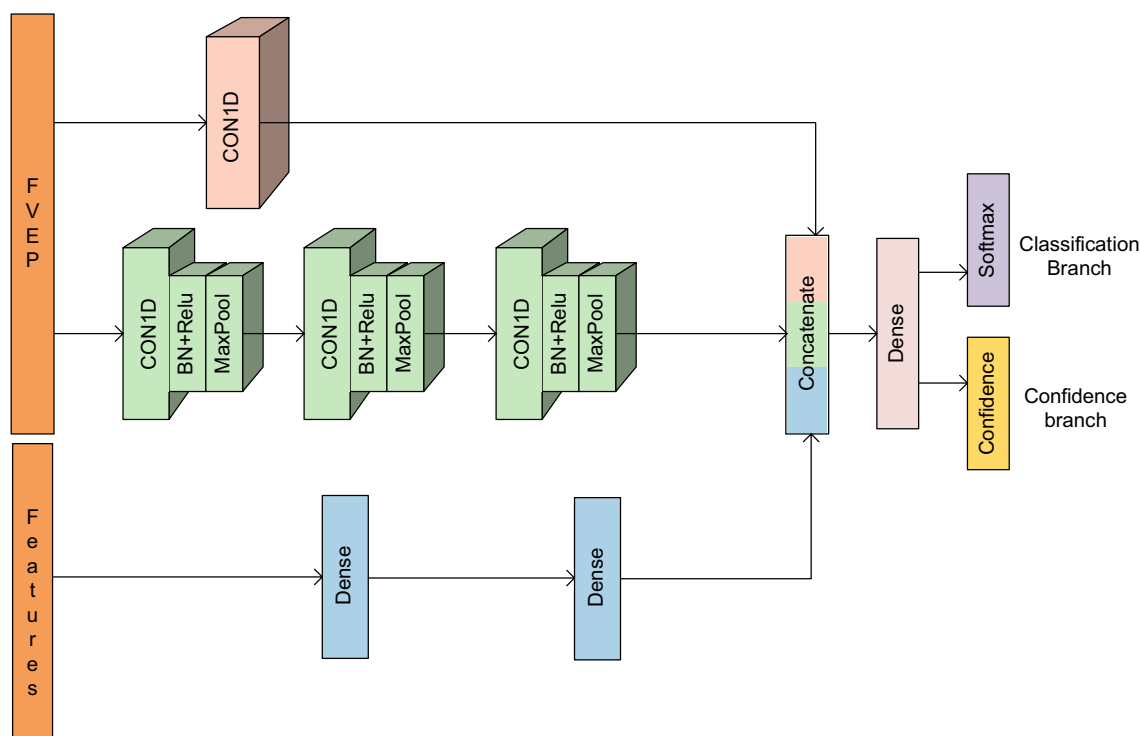 FVEP
CON1D
CON1D
BN+Relu
MaxPool
CON1D
BN+Relu
MaxPool
CON1D
BN+Relu
MaxPool
Concatenate
Dense
Softmax
Classification
Branch
Confidence
Confidence
branch
Features
Dense
Dense